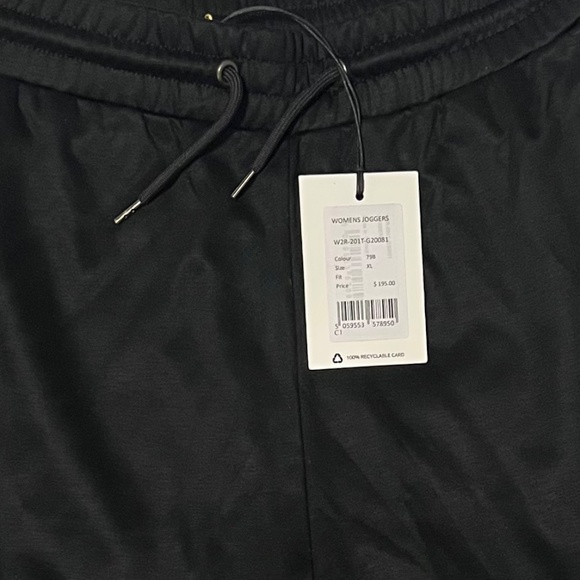 WOMENS JOGGERS
W2R-201T-G20081
Colour 79B
Size XL
Fit
Price $ 195.00
5 059553 578950
C1
100% RECYCLABLE CARD